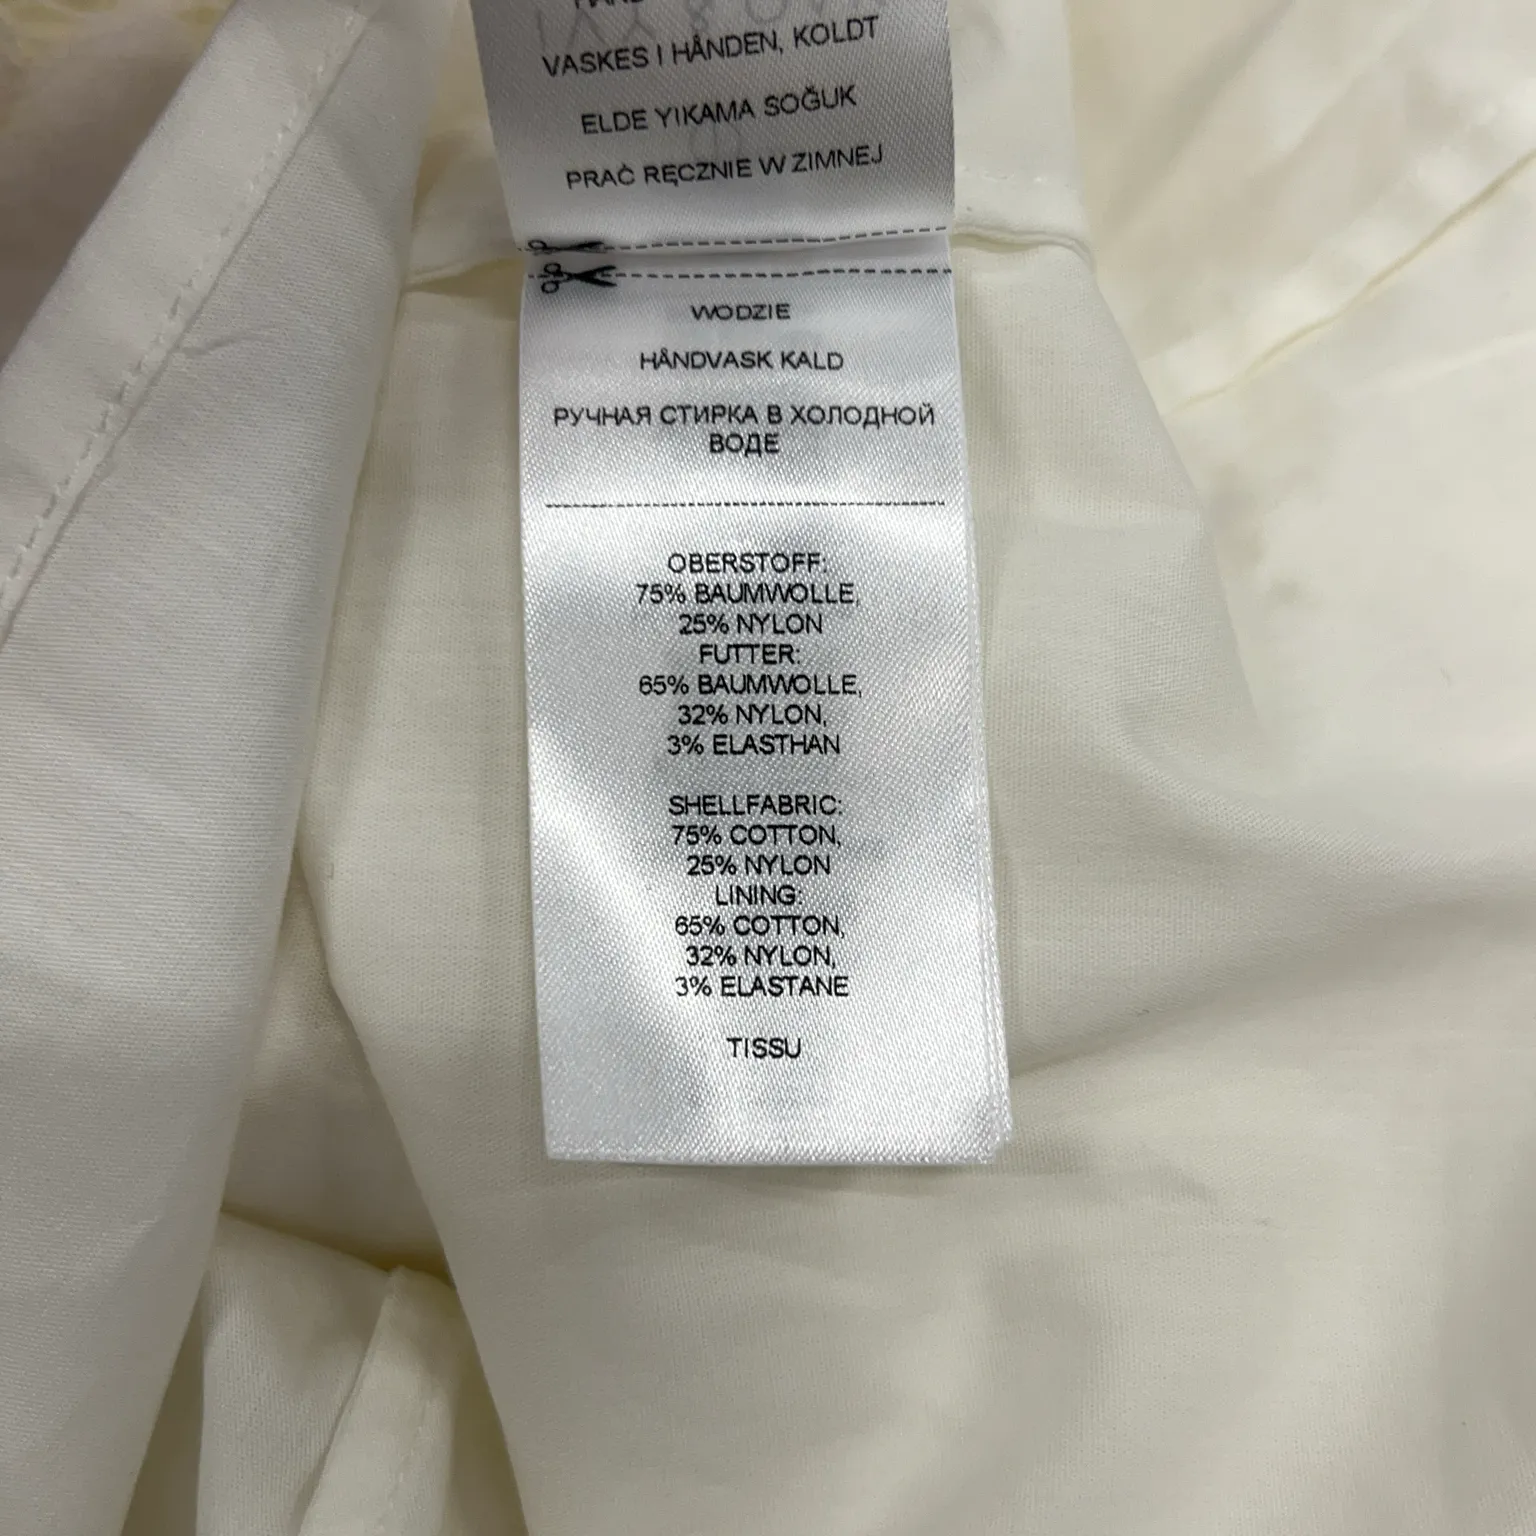 VASKES I HÅNDEN, KOLDT
ELDE YIKAMA SOĞUK
PRAĆ RĘCZNIE W ZIMNEJ
WODZIE
HÅNDVASK KALD
РУЧНАЯ СТИРКА В ХОЛОДНОЙ
ВОДЕ
OBERSTOFF:
75% BAUMWOLLE,
25% NYLON
FUTTER:
65% BAUMWOLLE,
32% NYLON,
3% ELASTHAN
SHELLFABRIC:
75% COTTON,
25% NYLON
LINING:
65% COTTON,
32% NYLON,
3% ELASTANE
TISSU